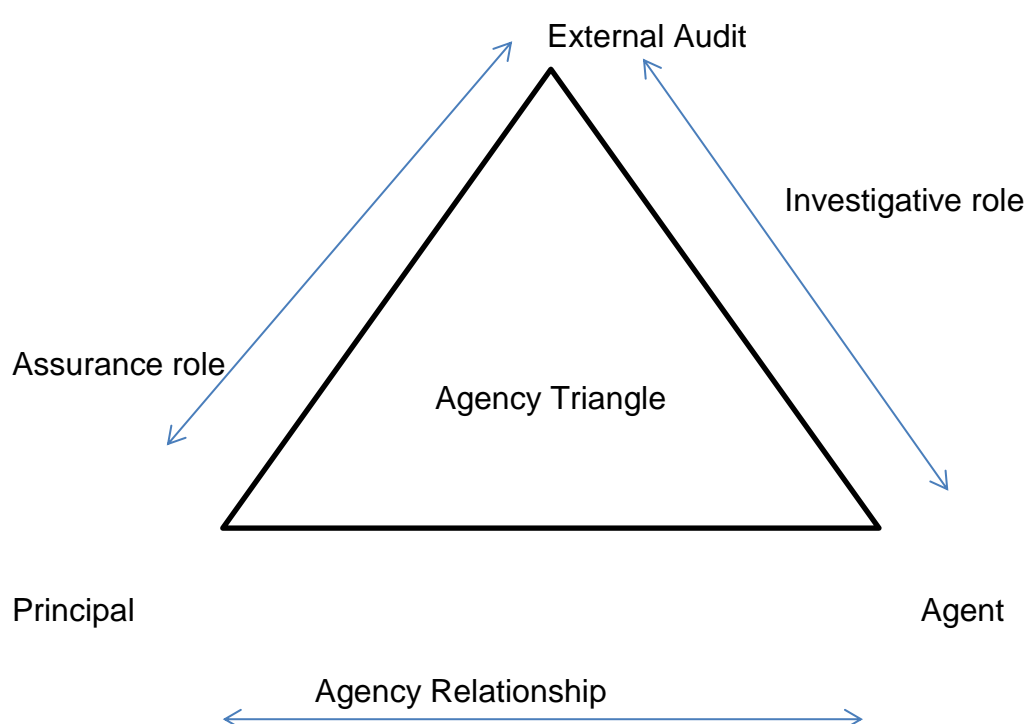 External Audit
Investigative role
Assurance role
Agency Triangle
Principal
Agent
Agency Relationship